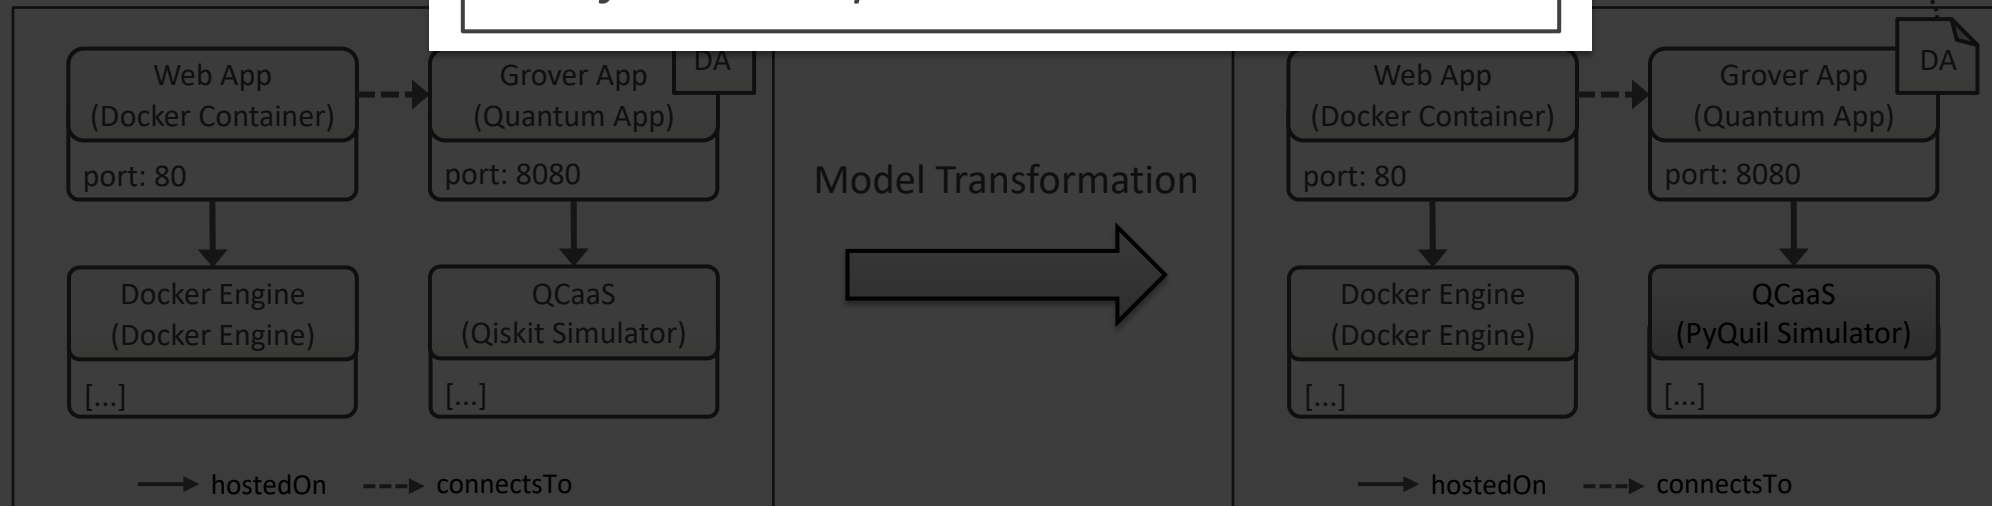 Web App
(Docker Container)
port: 80
Grover App
(Quantum App)
port: 8080
DA
Docker Engine
(Docker Engine)
[...]
QCaaS
(Qiskit Simulator)
[...]
hostedOn
connectsTo
Model Transformation
Web App
(Docker Container)
port: 80
Grover App
(Quantum App)
port: 8080
DA
Docker Engine
(Docker Engine)
[...]
QCaaS
(PyQuil Simulator)
[...]
hostedOn
connectsTo